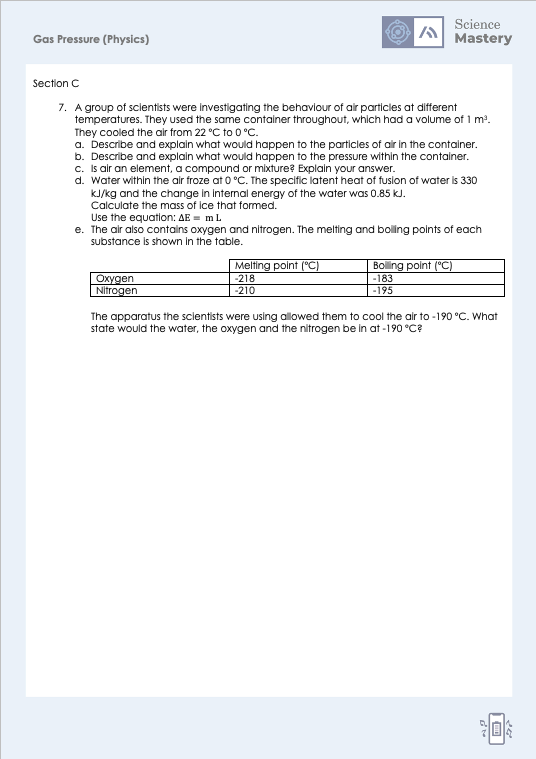 Gas Pressure (Physics)
Science
Mastery
Section C
7. A group of scientists were investigating the behaviour of air particles at different
temperatures. They used the same container throughout, which had a volume of 1 m³.
They cooled the air from 22 °C to 0 °C.
a. Describe and explain what would happen to the particles of air in the container.
b. Describe and explain what would happen to the pressure within the container.
c. Is air an element, a compound or mixture? Explain your answer.
d. Water within the air froze at 0 °C. The specific latent heat of fusion of water is 330
kJ/kg and the change in internal energy of the water was 0.85 kJ.
Calculate the mass of ice that formed.
Use the equation: ΔE = m L
e. The air also contains oxygen and nitrogen. The melting and boiling points of each
substance is shown in the table.
Melting point (°C) Boiling point (°C)
Oxygen -218 -183
Nitrogen -210 -195
The apparatus the scientists were using allowed them to cool the air to -190 °C. What
state would the water, the oxygen and the nitrogen be in at -190 °C?